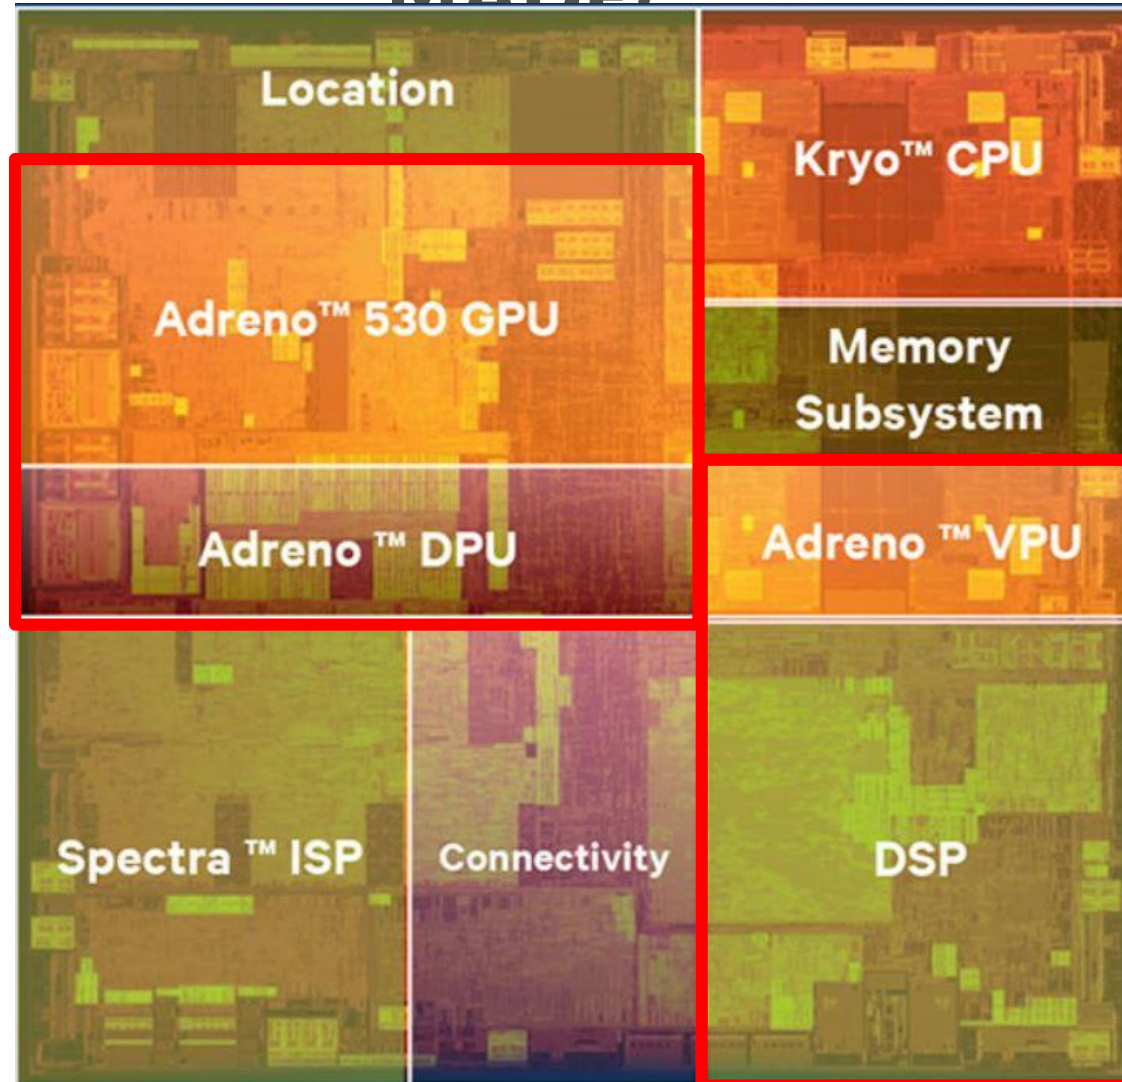 Location
Kryo™ CPU
Adreno™ 530 GPU
Memory
Subsystem
Adreno ™ DPU
Adreno ™ VPU
Spectra ™ ISP
Connectivity
DSP